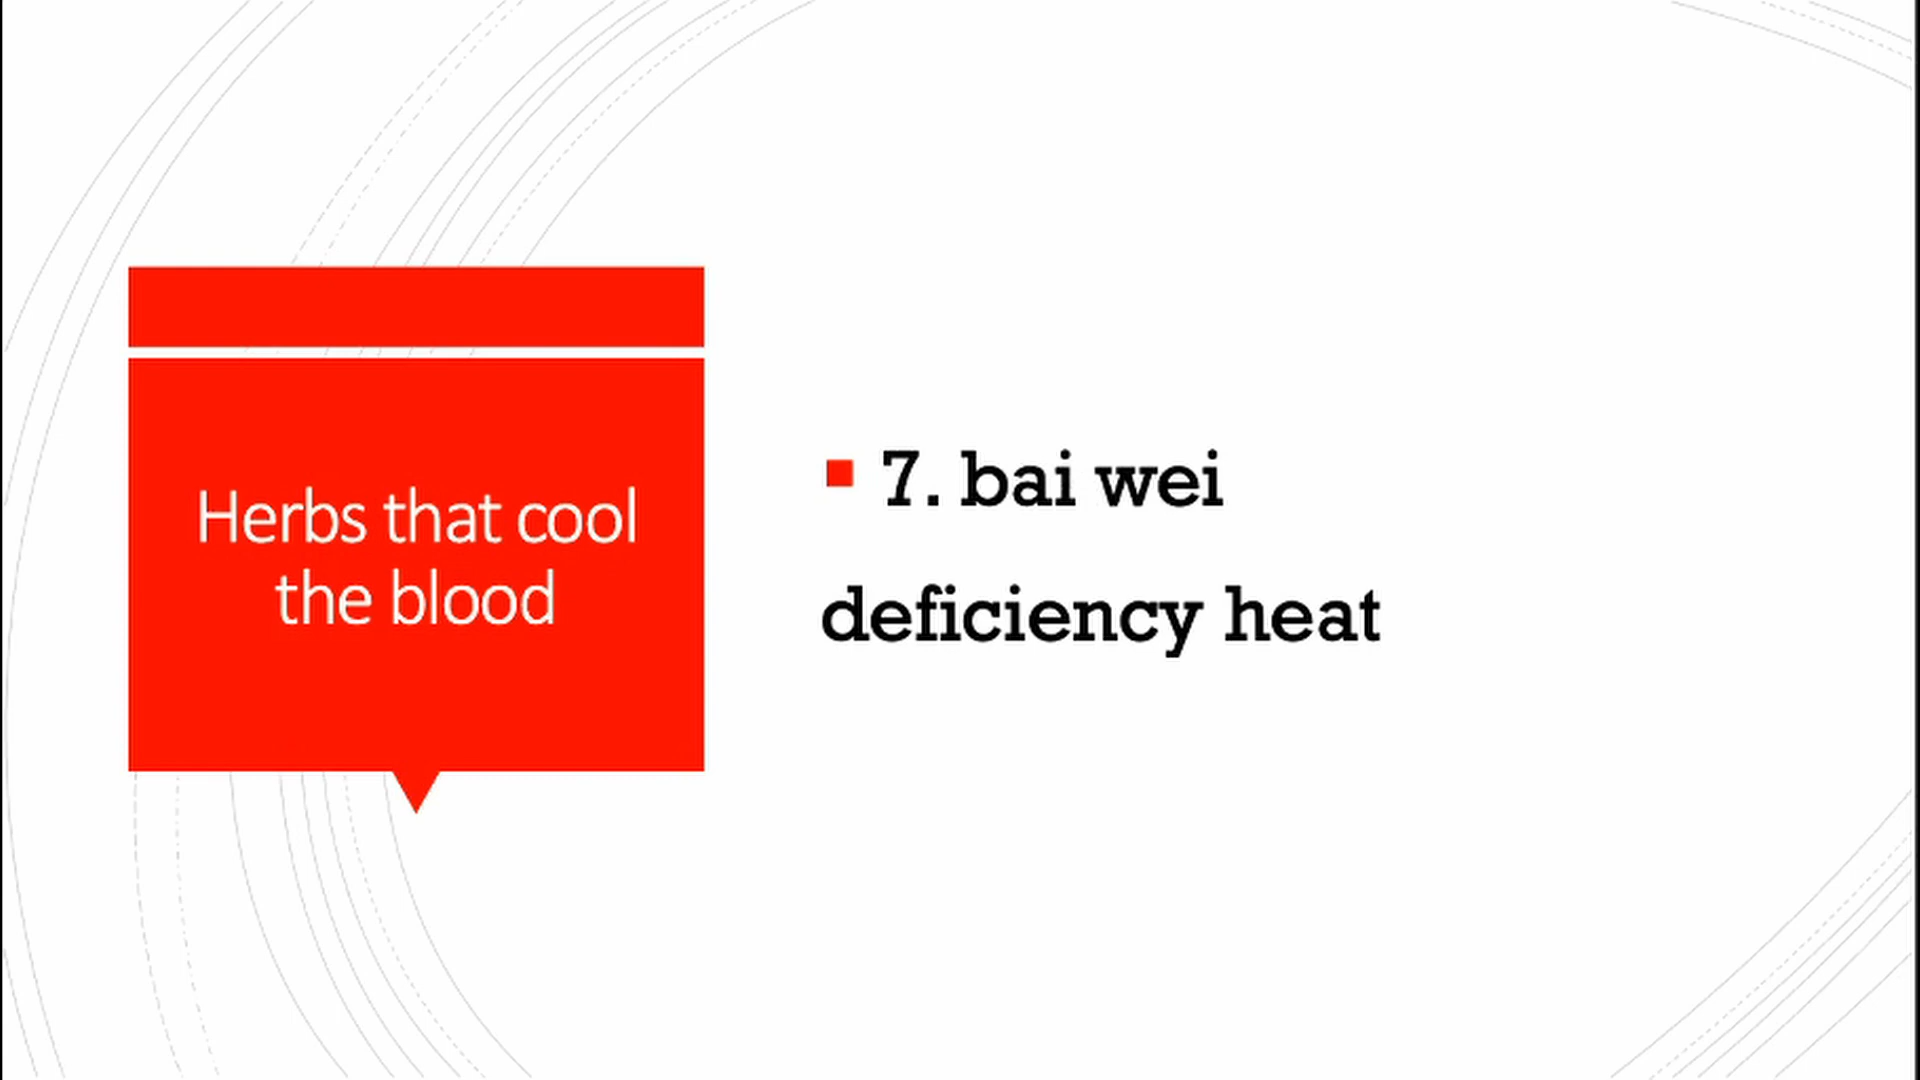 Herbs that cool
the blood
7. bai wei
deficiency heat